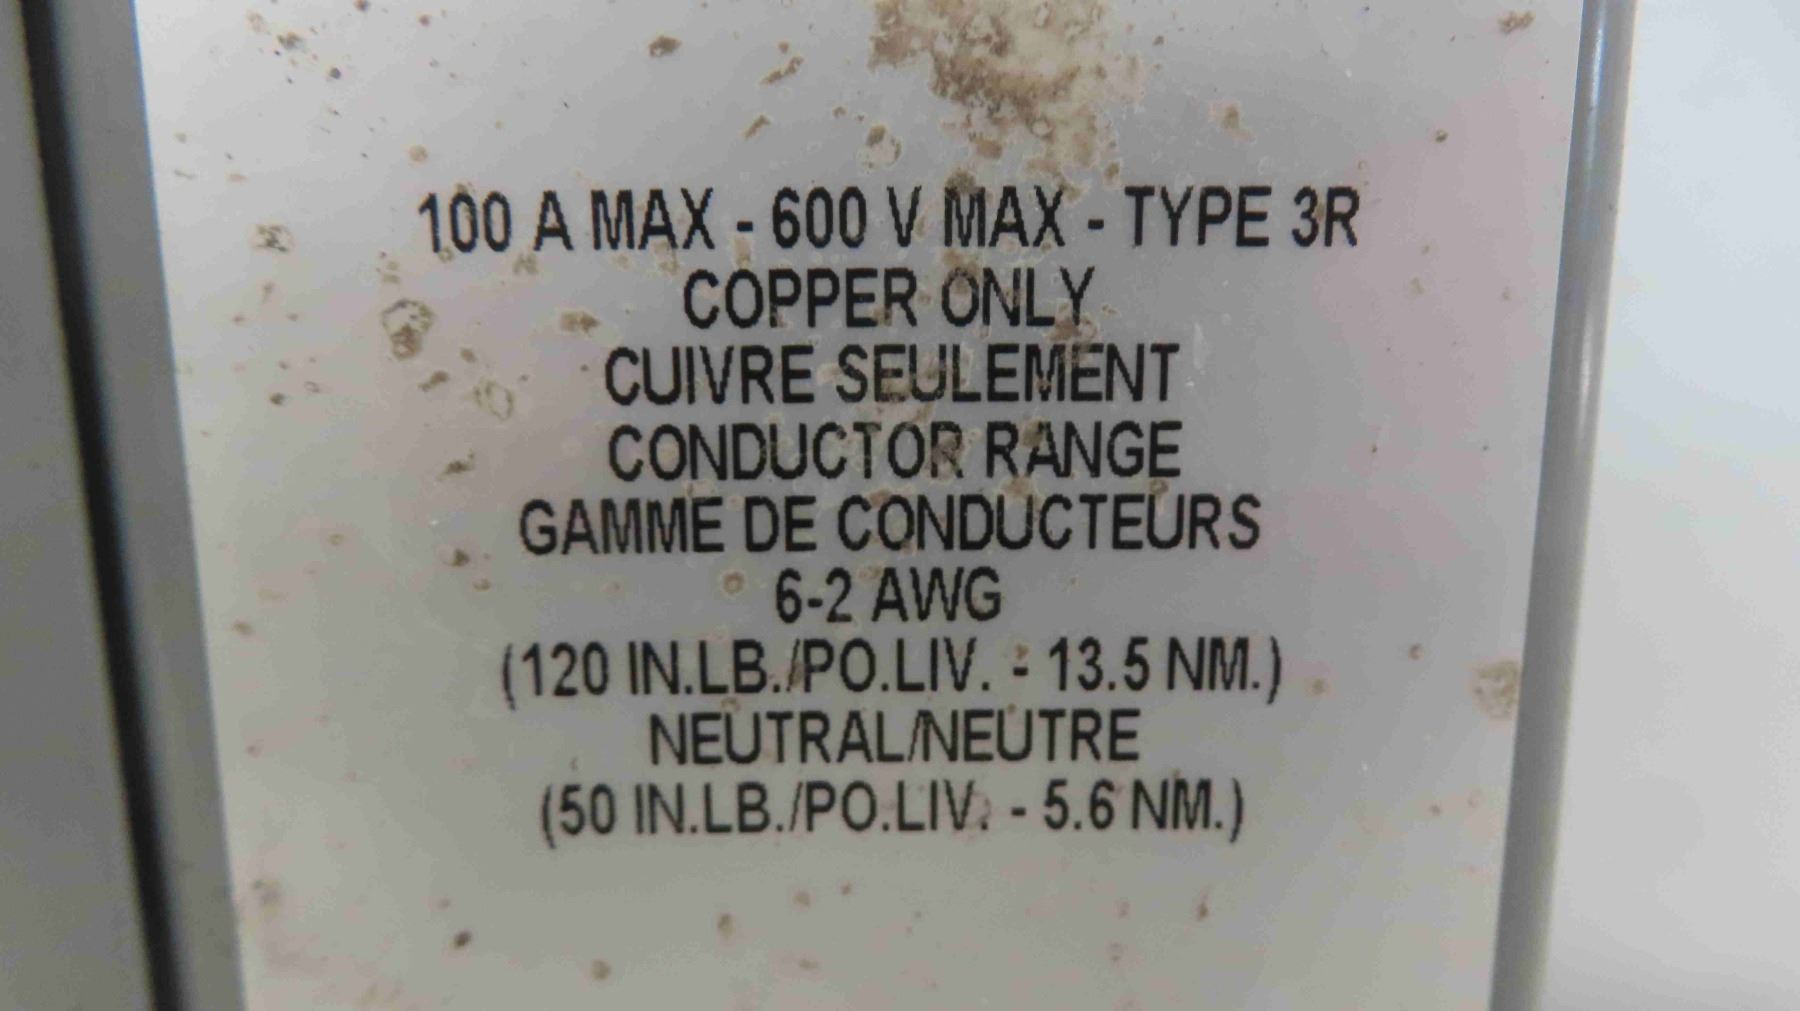 100 A MAX - 600 V MAX - TYPE 3R
COPPER ONLY
CUIVRE SEULEMENT
CONDUCTOR RANGE
GAMME DE CONDUCTEURS
6-2 AWG
(120 IN.LB./PO.LIV. - 13.5 NM.)
NEUTRAL/NEUTRE
(50 IN.LB./PO.LIV. - 5.6 NM.)